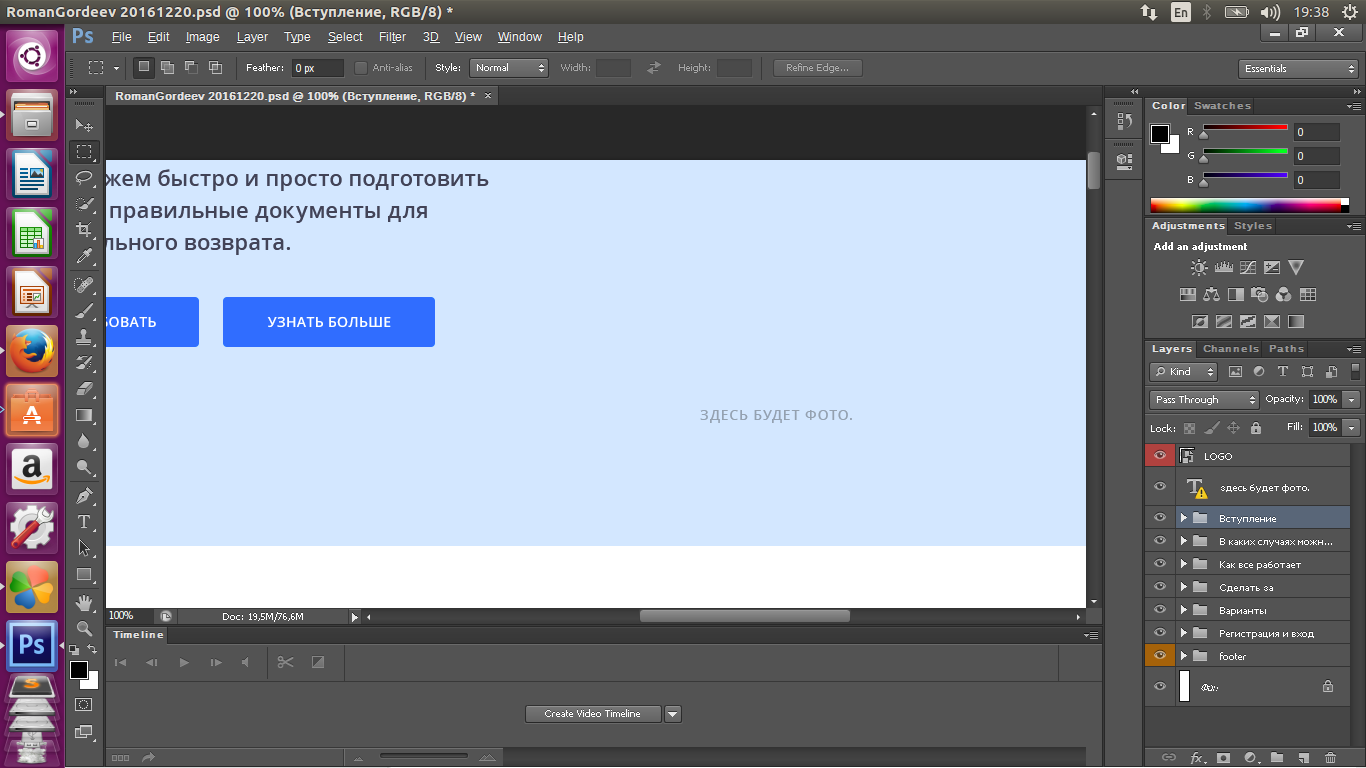 RomanGordeev 20161220.psd @ 100% (Вступление, RGB/8) *
En
19:38
Ps
File Edit Image Layer Type Select Filter 3D View Window Help
Feather: 0 px Anti-alias Style: Normal Width: Height: Refine Edge... Essentials
RomanGordeev 20161220.psd @ 100% (Вступление, RGB/8) * ×
жем быстро и просто подготовить
правильные документы для
льного возврата.
БОВАТЬ
УЗНАТЬ БОЛЬШЕ
ЗДЕСЬ БУДЕТ ФОТО.
100%
Doc: 19,5M/76,6M
Timeline
Create Video Timeline
Color Swatches
R 0
G 0
B 0
Adjustments Styles
Add an adjustment
Layers Channels Paths
Kind
Pass Through Opacity: 100%
Lock: Fill: 100%
LOGO
здесь будет фото.
Вступление
В каких случаях можн...
Как все работает
Сделать за
Варианты
Регистрация и вход
footer
Фон
fx
Ps
a
S